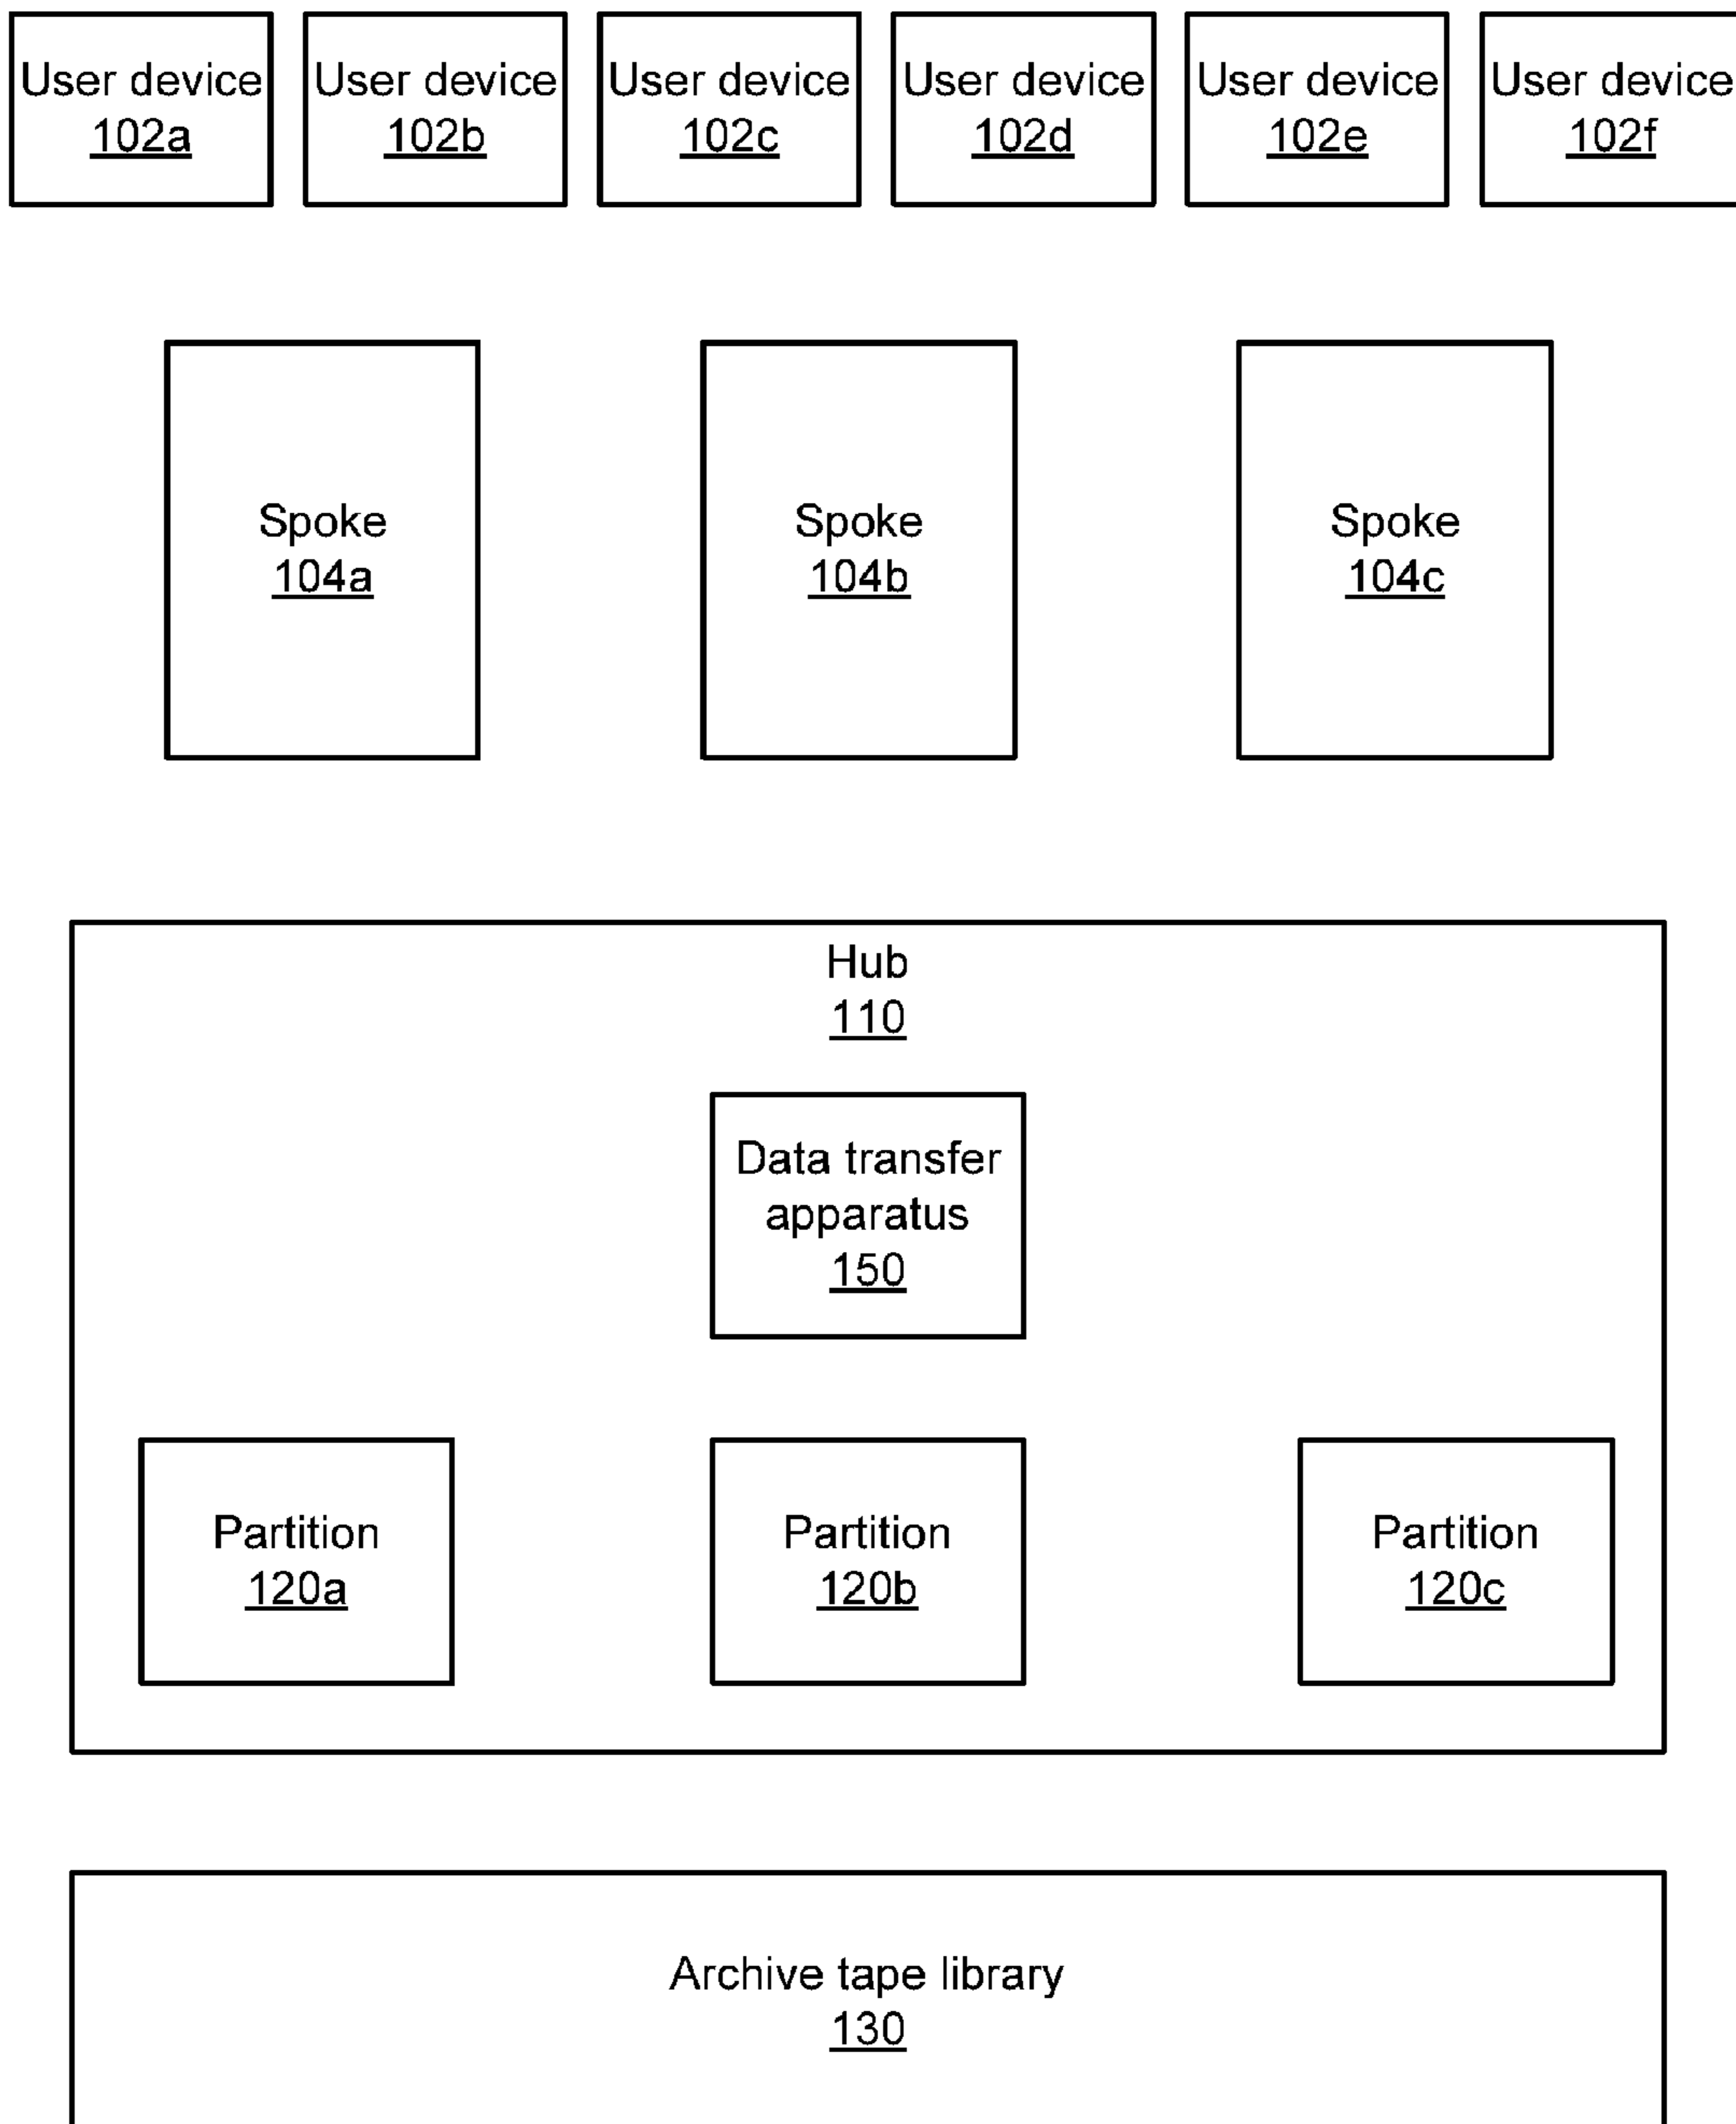 User device User device User device User device User device User device
102a 102b 102c 102d 102e 102f
Spoke Spoke Spoke
104a 104b 104c
Hub
110
Data transfer
apparatus
150
Partition Partition Partition
120a 120b 120c
Archive tape library
130